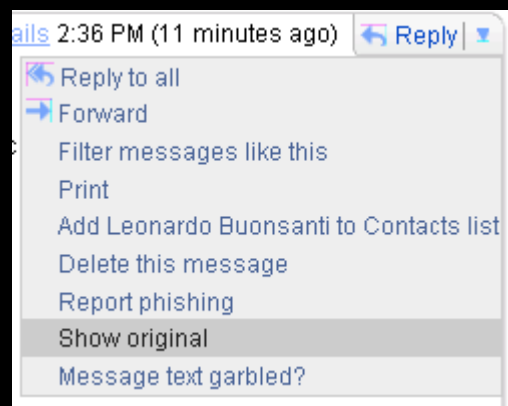 ails 2:36 PM (11 minutes ago) Reply
Reply to all
Forward
Filter messages like this
Print
Add Leonardo Buonsanti to Contacts list
Delete this message
Report phishing
Show original
Message text garbled?